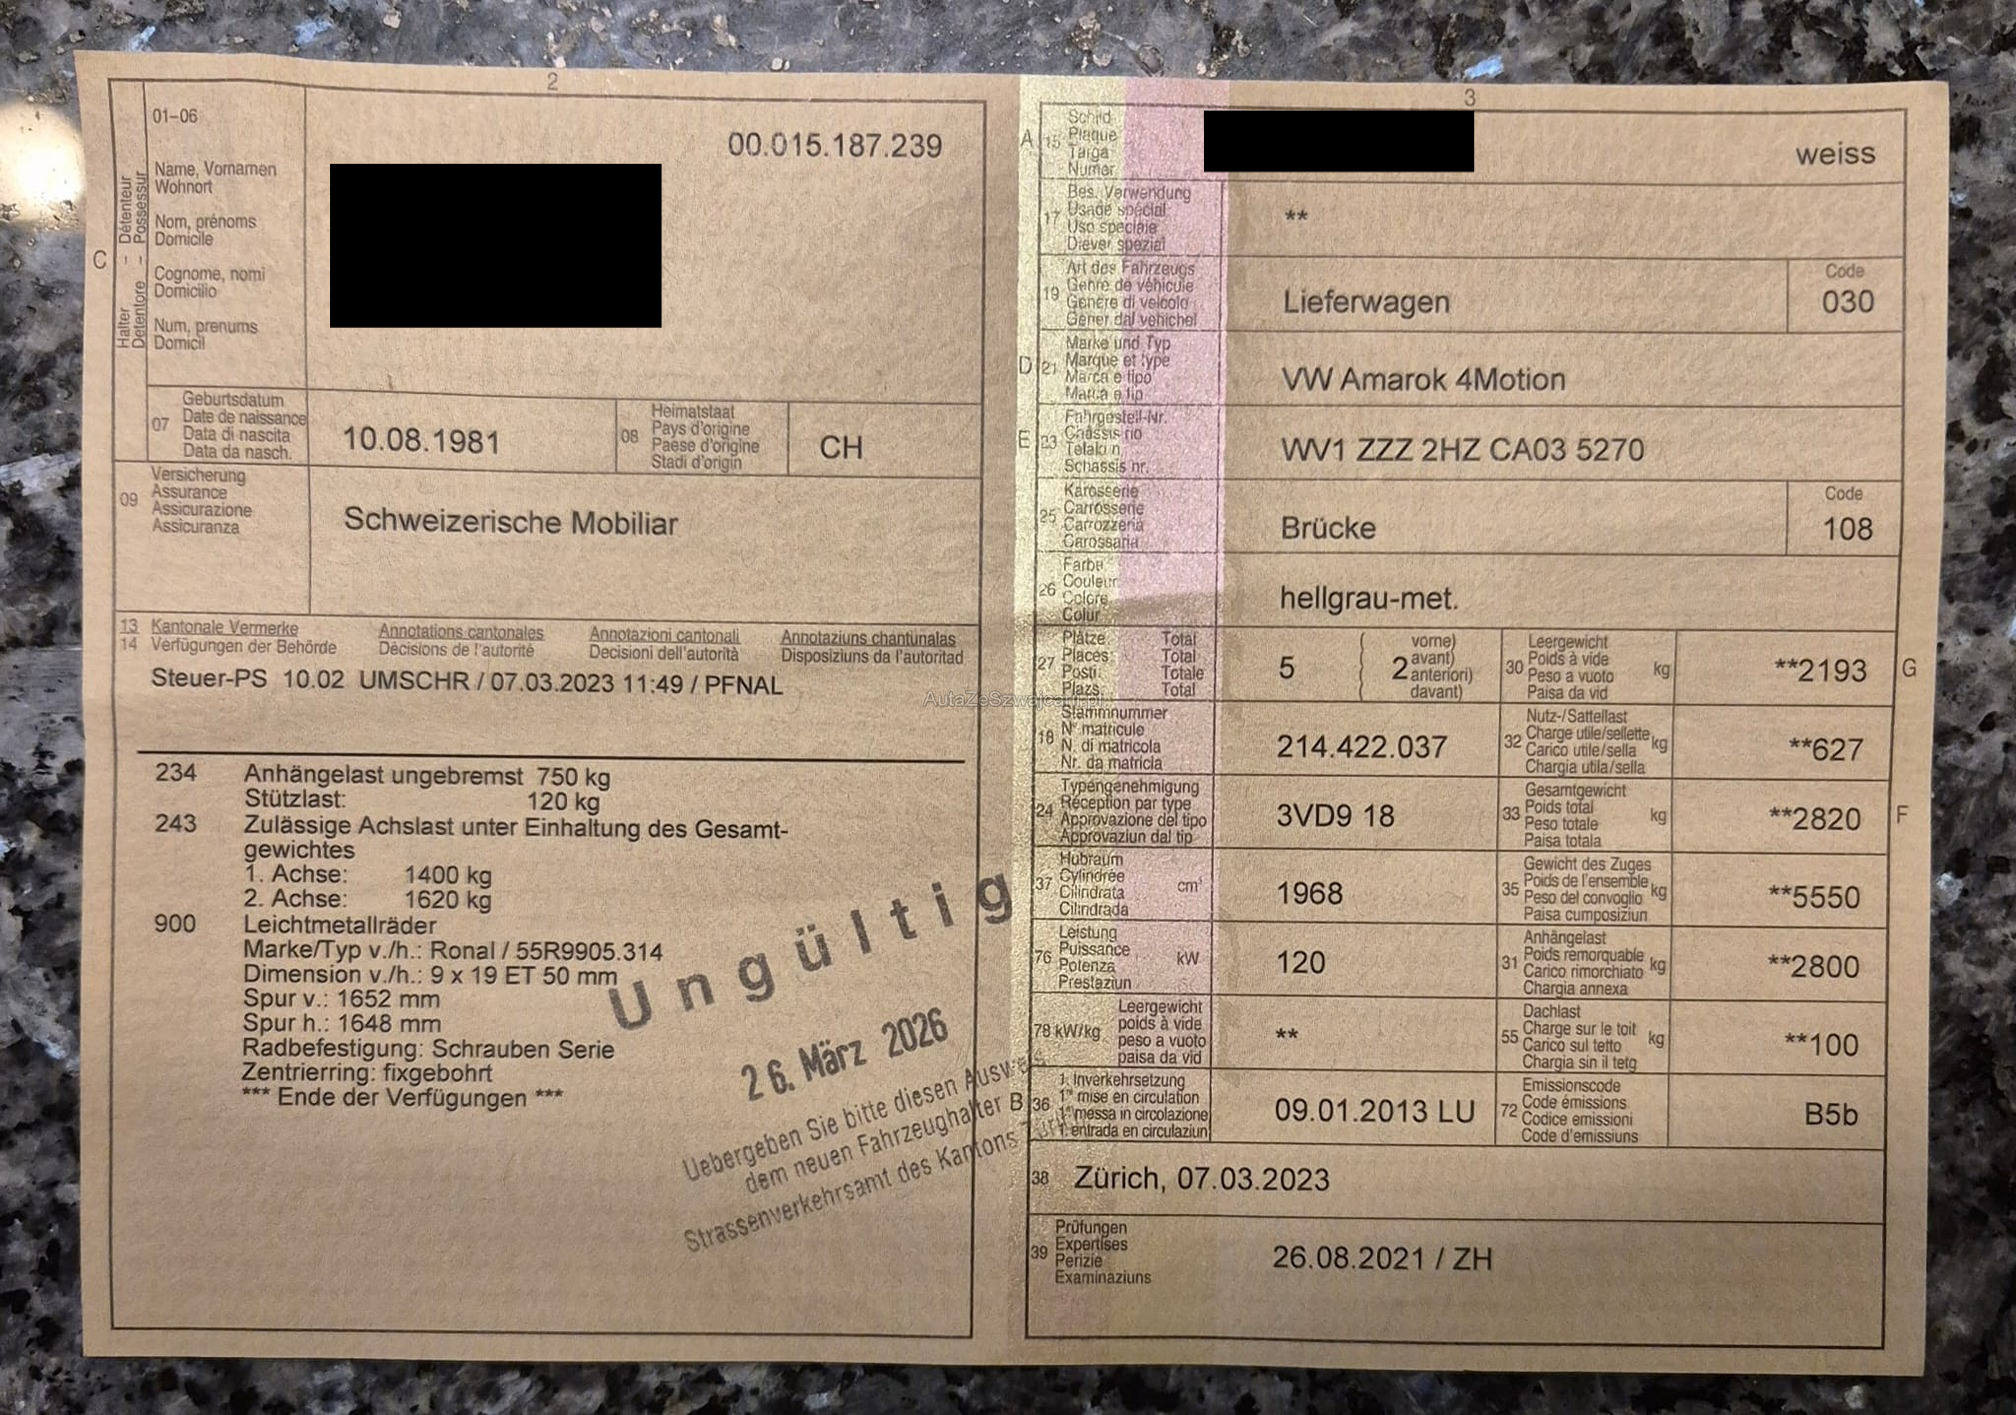 2
01-06
00.015.187.239
Halter - Détenteur
Detentore - Possessur
C
Name, Vornamen
Wohnort
Nom, prénoms
Domicile
Cognome, nomi
Domicilio
Num, prenums
Domicil
07
Geburtsdatum
Date de naissance
Data di nascita
Data da nasch.
10.08.1981
08
Heimatstaat
Pays d'origine
Paese d'origine
Stadi d'origin
CH
09
Versicherung
Assurance
Assicurazione
Assicuranza
Schweizerische Mobiliar
13 Kantonale Vermerke Annotations cantonales Annotazioni cantonali Annotaziuns chantunalas
14 Verfügungen der Behörde Décisions de l'autorité Decisioni dell'autorità Disposiziuns da l'autoritad
Steuer-PS 10.02 UMSCHR / 07.03.2023 11:49 / PFNAL
234 Anhängelast ungebremst 750 kg
Stützlast: 120 kg
243 Zulässige Achslast unter Einhaltung des Gesamt-
gewichtes
1. Achse: 1400 kg
2. Achse: 1620 kg
900 Leichtmetallräder
Marke/Typ v./h.: Ronal / 55R9905.314
Dimension v./h.: 9 x 19 ET 50 mm
Spur v.: 1652 mm
Spur h.: 1648 mm
Radbefestigung: Schrauben Serie
Zentrierring: fixgebohrt
*** Ende der Verfügungen ***
Ungültig
26. März 2026
Uebergeben Sie bitte diesen Ausweis
dem neuen Fahrzeughalter
Strassenverkehrsamt des Kantons Zürich
AutaZeSzwajcarii.pl
3
A
15
Schild
Plaque
Targa
Numer
weiss
17
Bes. Verwendung
Usage spécial
Uso speciale
Diever spezial
**
19
Art des Fahrzeugs
Genre de véhicule
Genere di veicolo
Gener dal vehichel
Lieferwagen
Code
030
D
21
Marke und Typ
Marque et type
Marca e tipo
Marca e tip
VW Amarok 4Motion
E
23
Fahrgestell-Nr.
Châssis no
Telaio n.
Schassis nr.
WV1 ZZZ 2HZ CA03 5270
25
Karosserie
Carrosserie
Carrozzeria
Carossaria
Brücke
Code
108
26
Farbe
Couleur
Colore
Colur
hellgrau-met.
27
Plätze Total
Places Total
Posti Totale
Plazs Total
5
2
vorne)
avant)
anteriori)
davant)
30
Leergewicht
Poids à vide
Peso a vuoto
Paisa da vid
kg
**2193
G
18
Stammnummer
N° matricule
N. di matricola
Nr. da matricla
214.422.037
32
Nutz-/Sattellast
Charge utile/sellette
Carico utile/sella
Chargia utila/sella
kg
**627
24
Typengenehmigung
Réception par type
Approvazione del tipo
Approvaziun dal tip
3VD9 18
33
Gesamtgewicht
Poids total
Peso totale
Paisa totala
kg
**2820
F
37
Hubraum
Cylindrée
Cilindrata
Cilindrada
cm³
1968
35
Gewicht des Zuges
Poids de l'ensemble
Peso del convoglio
Paisa cumposiziun
kg
**5550
76
Leistung
Puissance
Potenza
Prestaziun
kW
120
31
Anhängelast
Poids remorquable
Carico rimorchiato
Chargia annexa
kg
**2800
78 kW/kg
Leergewicht
poids à vide
peso a vuoto
paisa da vid
**
55
Dachlast
Charge sur le toit
Carico sul tetto
Chargia sin il tetg
kg
**100
B
36
1. Inverkehrsetzung
1re mise en circulation
1a messa in circolazione
1. entrada en circulaziun
09.01.2013 LU
72
Emissionscode
Code émissions
Codice emissioni
Code d'emissiuns
B5b
38
Zürich, 07.03.2023
39
Prüfungen
Expertises
Perizie
Examinaziuns
26.08.2021 / ZH